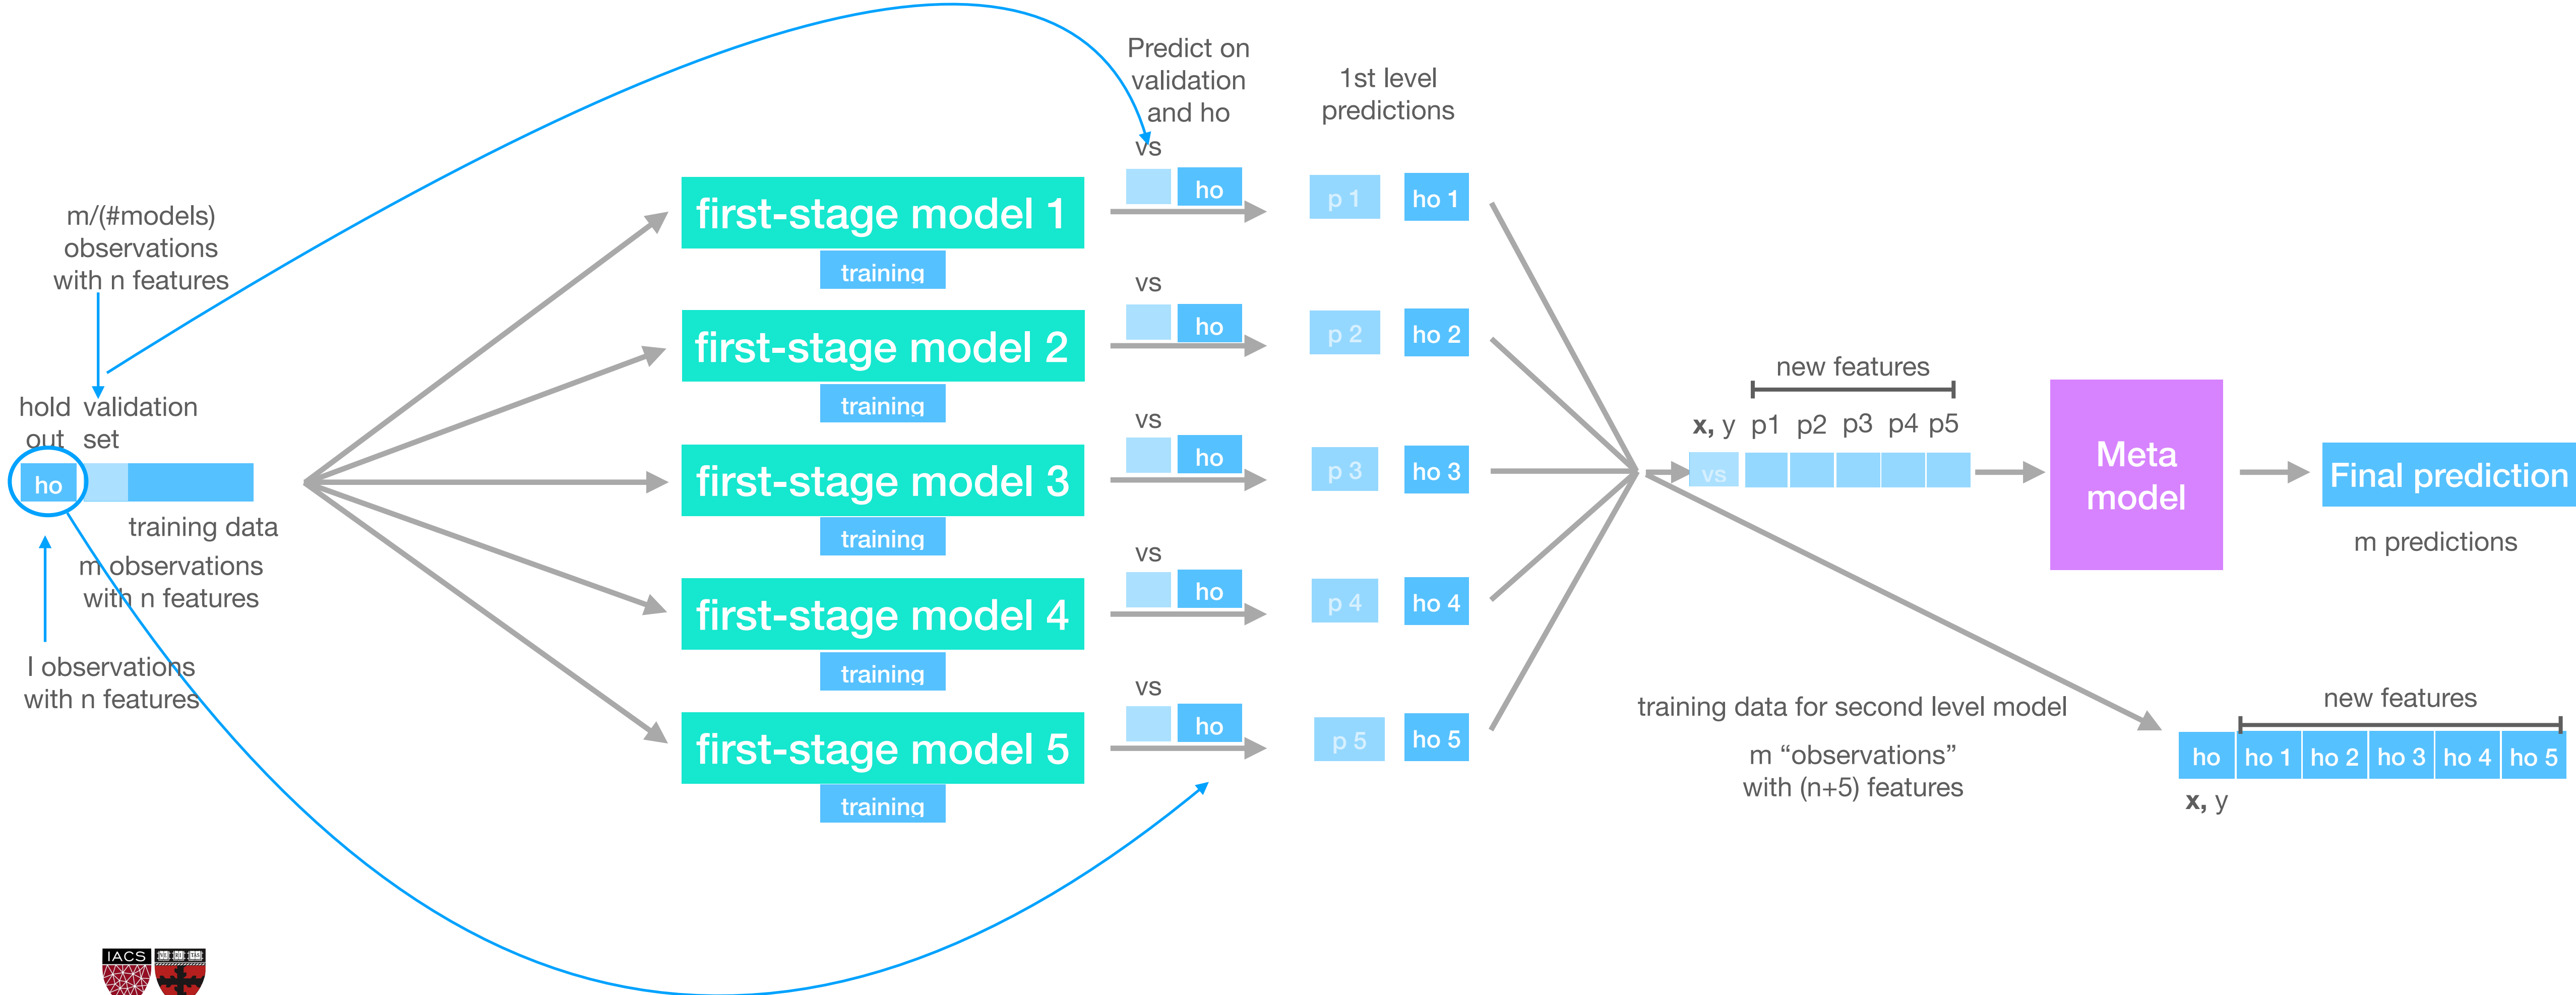 m/(#models)
observations
with n features
hold
out
validation
set
ho
training data
m observations
with n features
l observations
with n features
first-stage model 1
training
first-stage model 2
training
first-stage model 3
training
first-stage model 4
training
first-stage model 5
training
Predict on
validation
and ho
vs
ho
vs
ho
vs
ho
vs
ho
vs
ho
1st level
predictions
p 1
ho 1
p 2
ho 2
p 3
ho 3
p 4
ho 4
p 5
ho 5
new features
x, y p1 p2 p3 p4 p5
vs
Meta
model
Final prediction
m predictions
training data for second level model
m “observations”
with (n+5) features
new features
ho ho 1 ho 2 ho 3 ho 4 ho 5
x, y
IACS